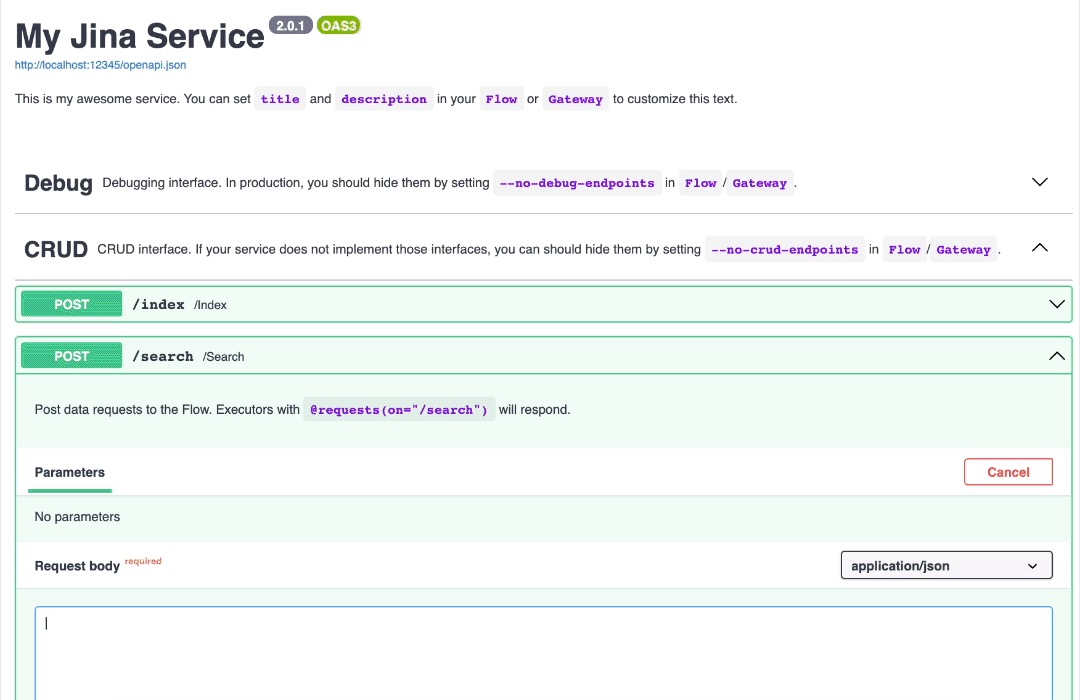 My Jina Service 2.0.1 OAS3
http://localhost:12345/openapi.json
This is my awesome service. You can set title and description in your Flow or Gateway to customize this text.
Debug Debugging interface. In production, you should hide them by setting --no-debug-endpoints in Flow / Gateway .
CRUD CRUD interface. If your service does not implement those interfaces, you can should hide them by setting --no-crud-endpoints in Flow / Gateway .
POST /index /Index
POST /search /Search
Post data requests to the Flow. Executors with @requests(on="/search") will respond.
Parameters Cancel
No parameters
Request body required application/json